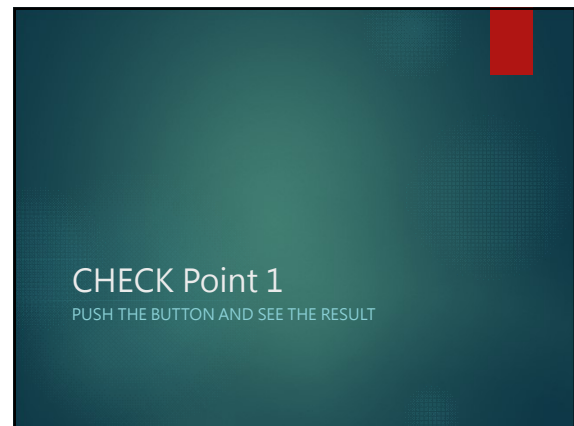 CHECK Point 1
PUSH THE BUTTON AND SEE THE RESULT